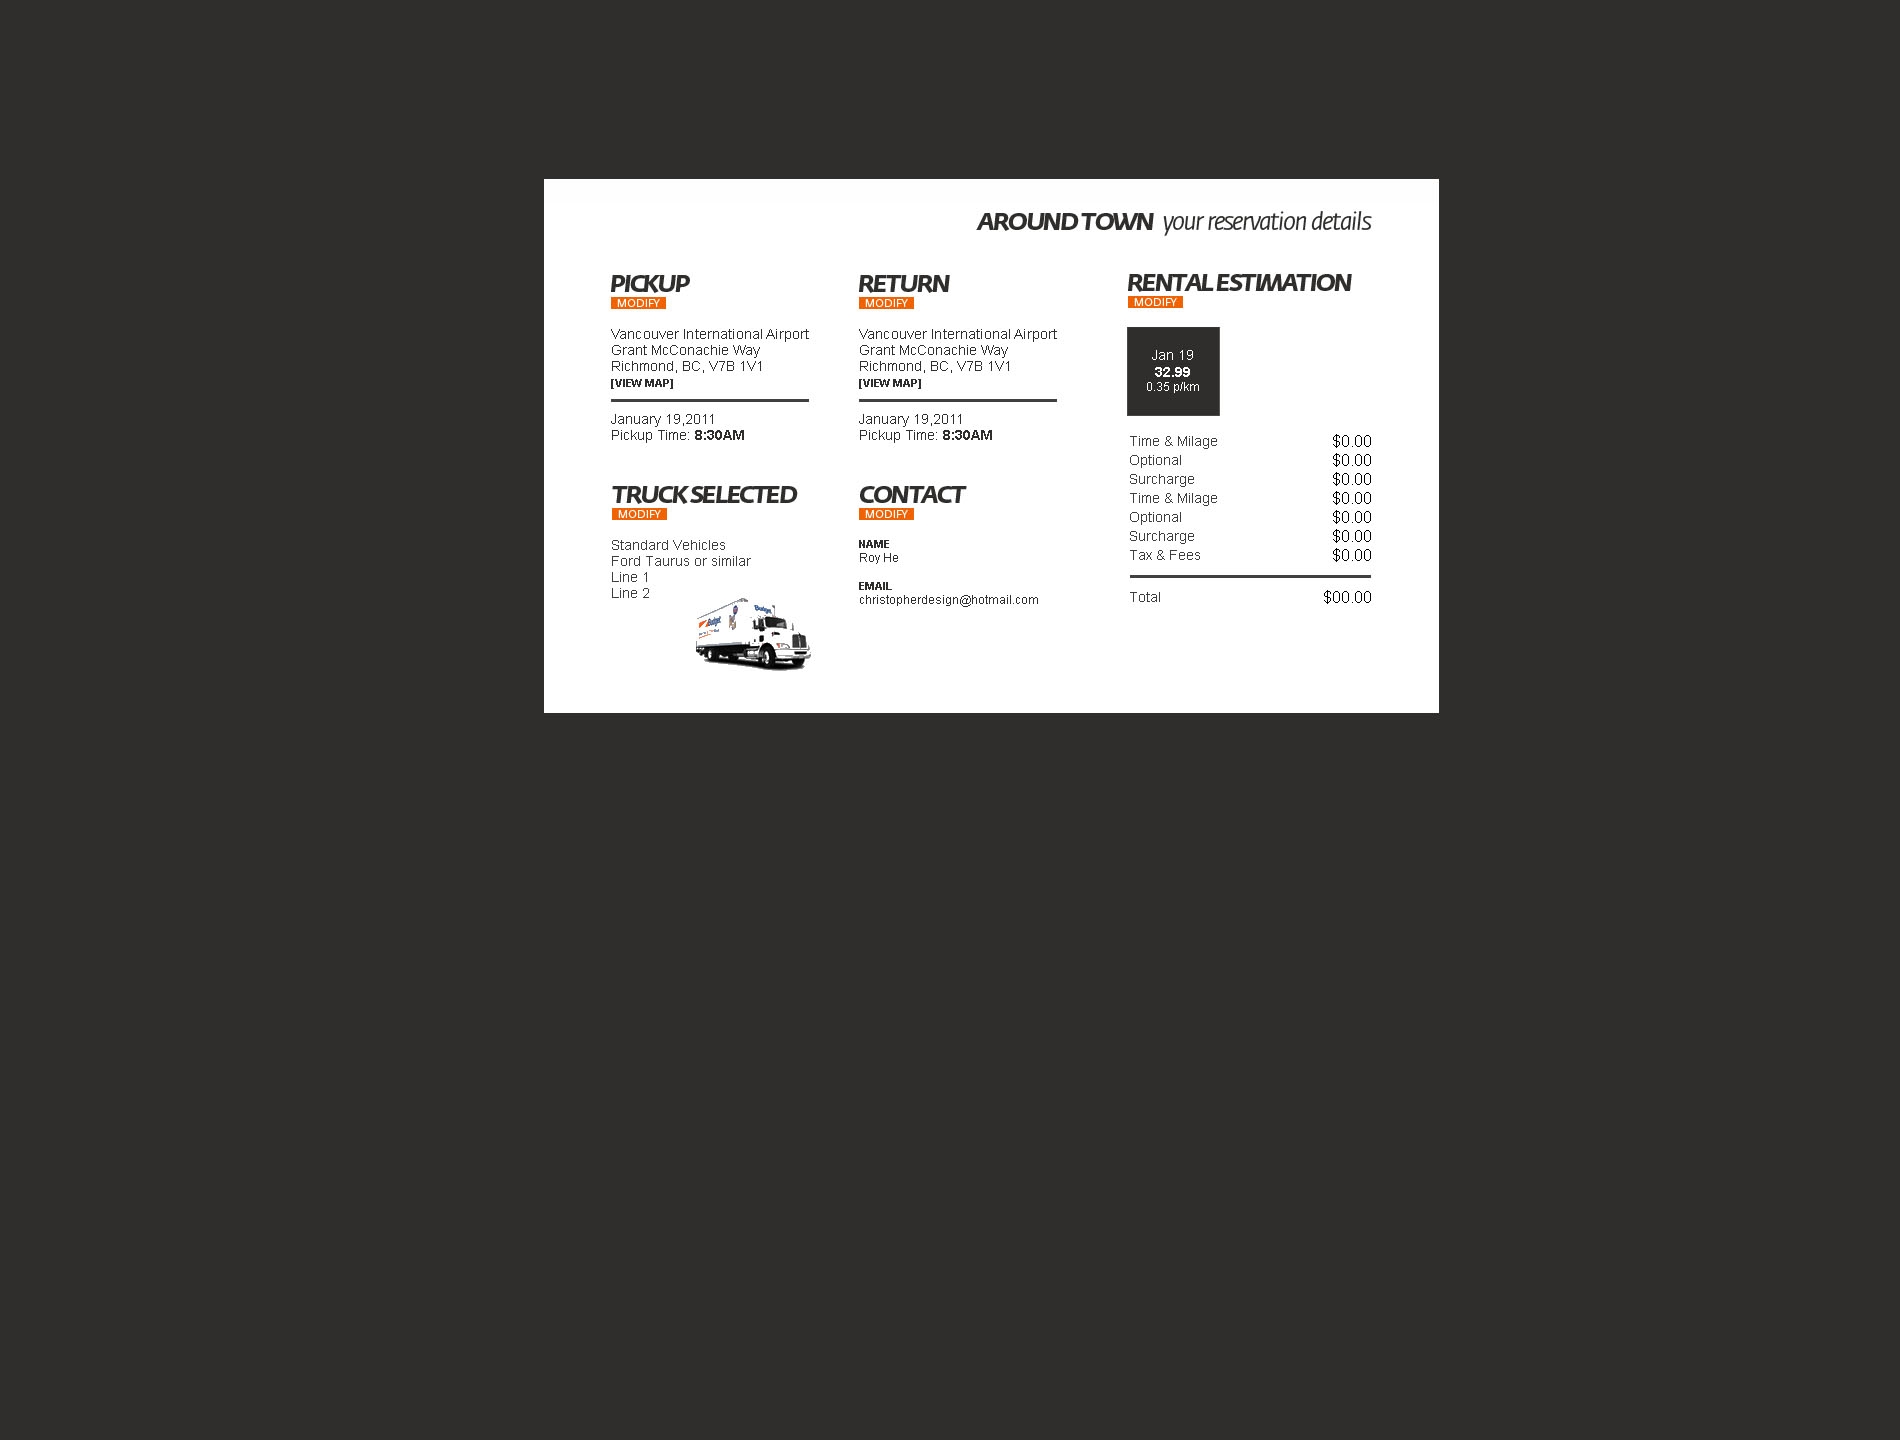 AROUND TOWN your reservation details
PICKUP
MODIFY
Vancouver International Airport
Grant McConachie Way
Richmond, BC, V7B 1V1
[VIEW MAP]
January 19,2011
Pickup Time: 8:30AM
RETURN
MODIFY
Vancouver International Airport
Grant McConachie Way
Richmond, BC, V7B 1V1
[VIEW MAP]
January 19,2011
Pickup Time: 8:30AM
TRUCK SELECTED
MODIFY
Standard Vehicles
Ford Taurus or similar
Line 1
Line 2
Budget
Budget
CONTACT
MODIFY
NAME
Roy He
EMAIL
christopherdesign@hotmail.com
RENTAL ESTIMATION
MODIFY
Jan 19
32.99
0.35 p/km
Time & Milage $0.00
Optional $0.00
Surcharge $0.00
Time & Milage $0.00
Optional $0.00
Surcharge $0.00
Tax & Fees $0.00
Total $00.00